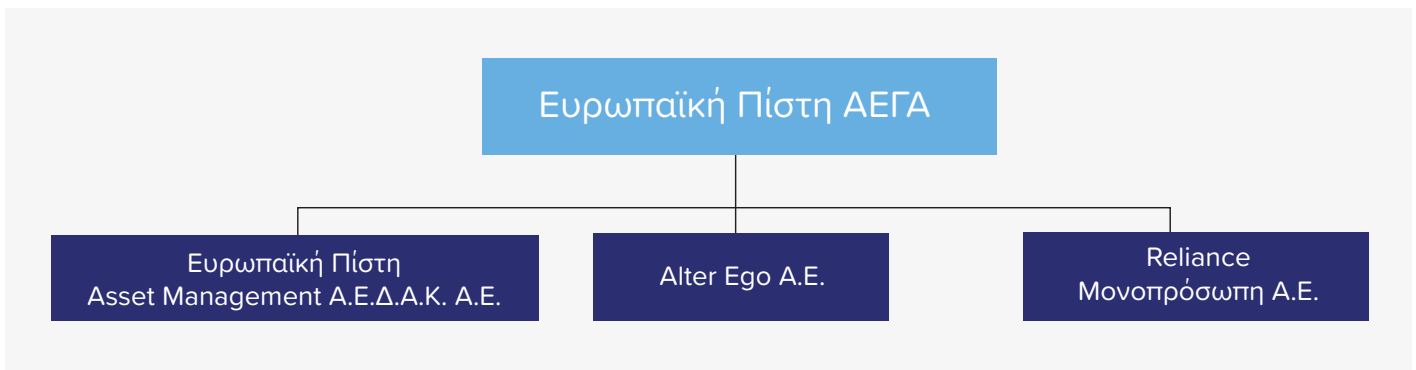 Ευρωπαϊκή Πίστη ΑΕΓΑ
Ευρωπαϊκή Πίστη
Asset Management Α.Ε.Δ.Α.Κ. Α.Ε.
Alter Ego Α.Ε.
Reliance
Μονοπρόσωπη Α.Ε.